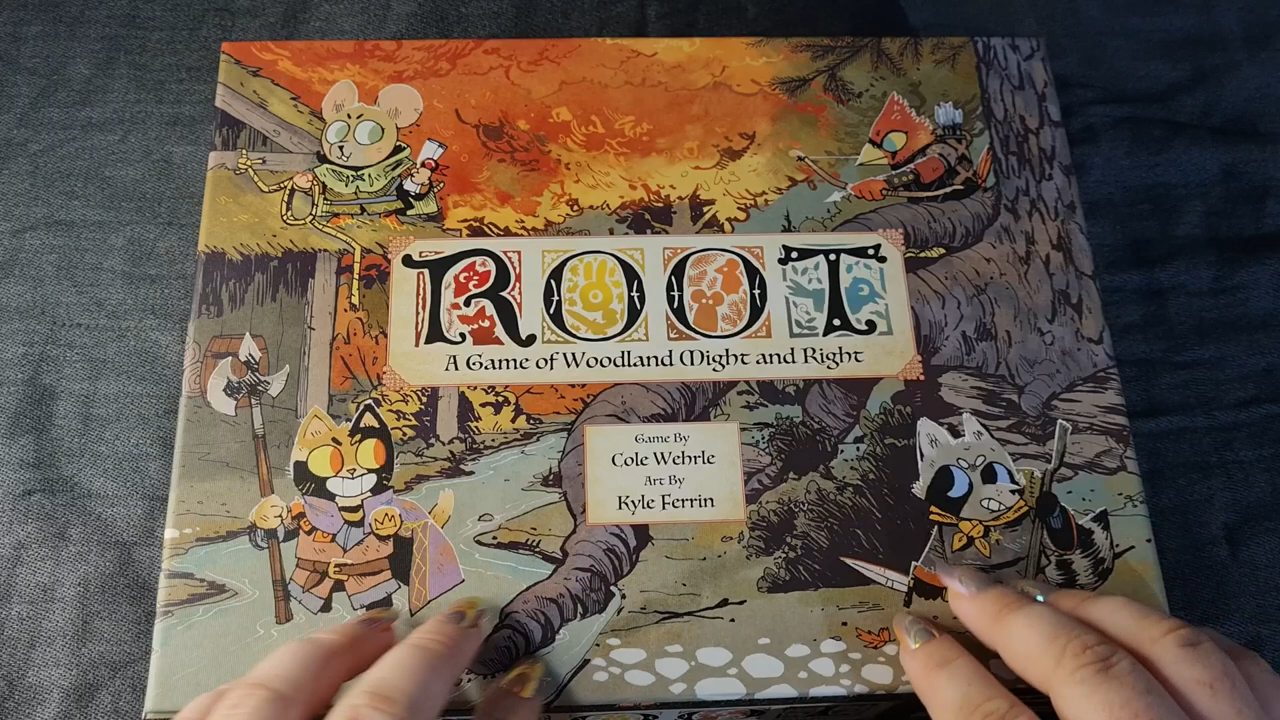 ROOT
A Game of Woodland Might and Right
Game By
Cole Wehrle
Art By
Kyle Ferrin